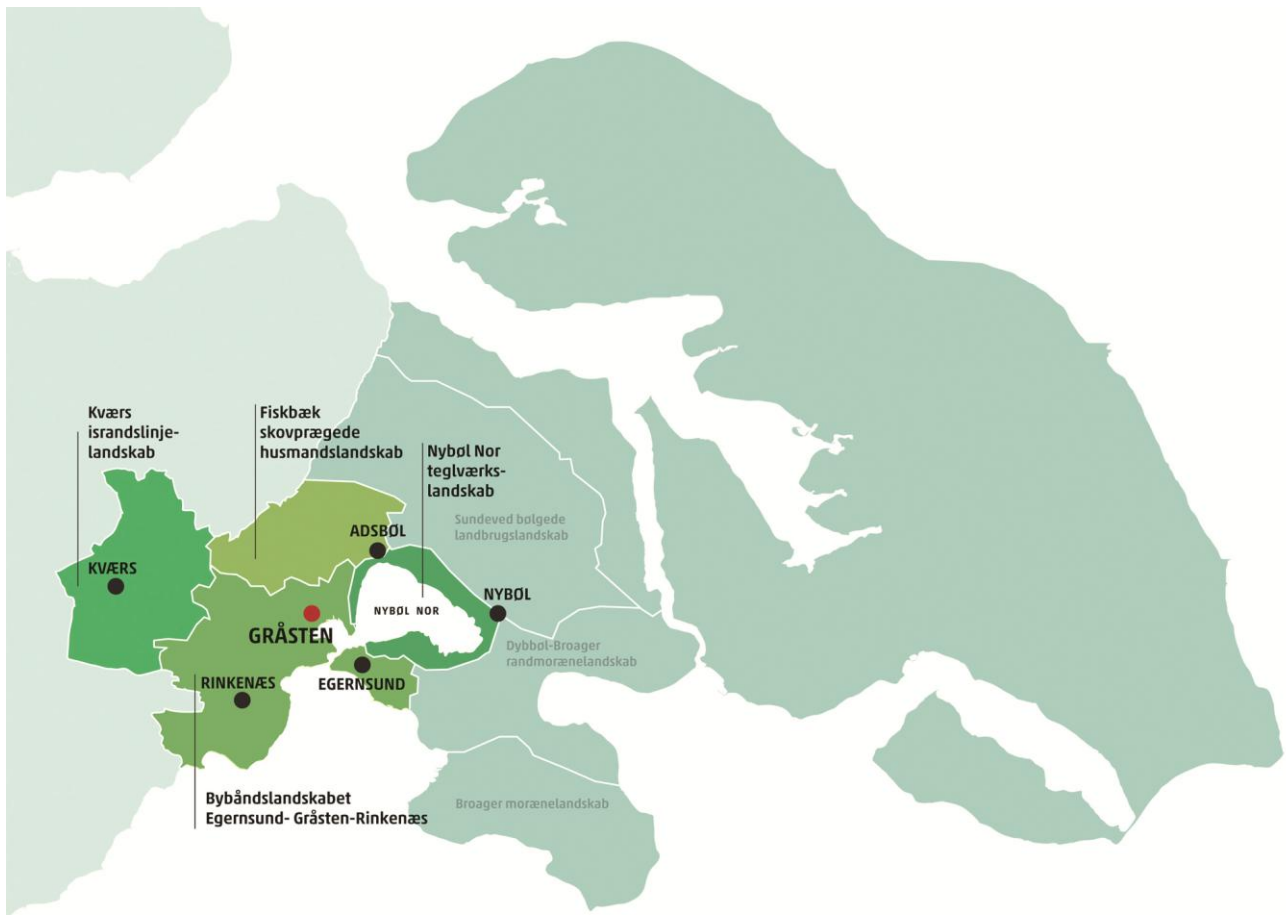 Kværs
israndslinje-
landskab
Fiskbæk
skovprægede
husmandslandskab
Nybøl Nor
teglværks-
landskab
Sundeved bølgede
landbrugslandskab
ADSBØL
KVÆRS
NYBØL NOR
NYBØL
GRÅSTEN
Dybbøl-Broager
randmorænelandskab
RINKENÆS
EGERNSUND
Bybåndslandskabet
Egernsund- Gråsten-Rinkenæs
Broager morænelandskab